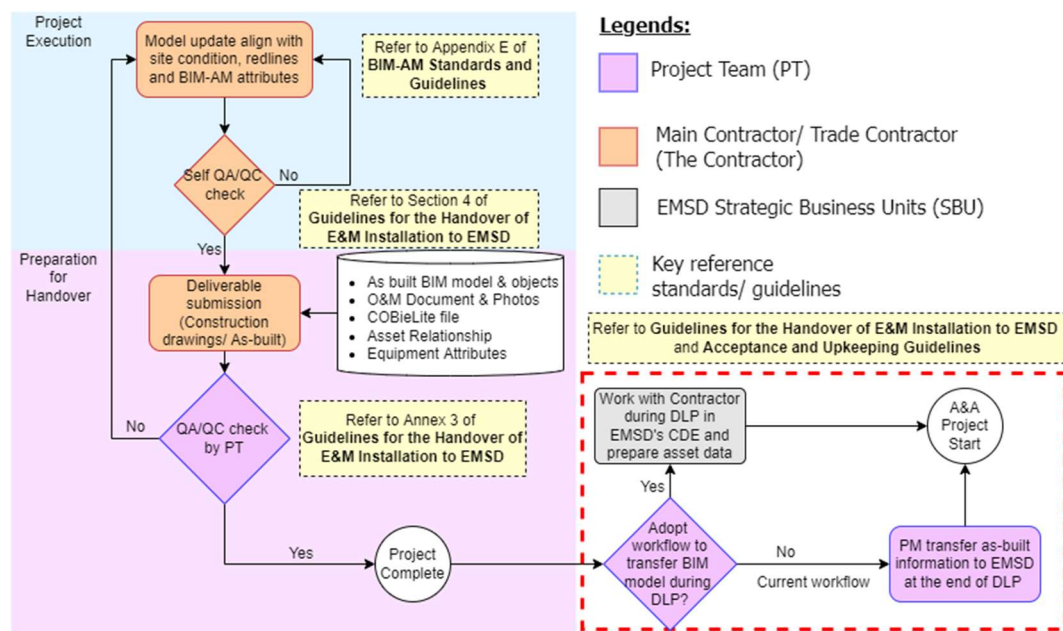 Project
Execution
Model update align with
site condition, redlines
and BIM-AM attributes
Refer to Appendix E of
BIM-AM Standards and
Guidelines
Self QA/QC
check
No
Refer to Section 4 of
Guidelines for the Handover of
E&M Installation to EMSD
Yes
Preparation
for
Handover
Deliverable
submission
(Construction
drawings/ As-built)
As built BIM model & objects
O&M Document & Photos
COBieLite file
Asset Relationship
Equipment Attributes
No
QA/QC check
by PT
Refer to Annex 3 of
Guidelines for the Handover of
E&M Installation to EMSD
Yes
Project
Complete
Legends:
Project Team (PT)
Main Contractor/ Trade Contractor
(The Contractor)
EMSD Strategic Business Units (SBU)
Key reference
standards/ guidelines
Refer to Guidelines for the Handover of E&M Installation to EMSD
and Acceptance and Upkeeping Guidelines
Work with Contractor
during DLP in
EMSD's CDE and
prepare asset data
A&A
Project
Start
Yes
Adopt
workflow to
transfer BIM
model during
DLP?
No
Current workflow
PM transfer as-built
information to EMSD
at the end of DLP